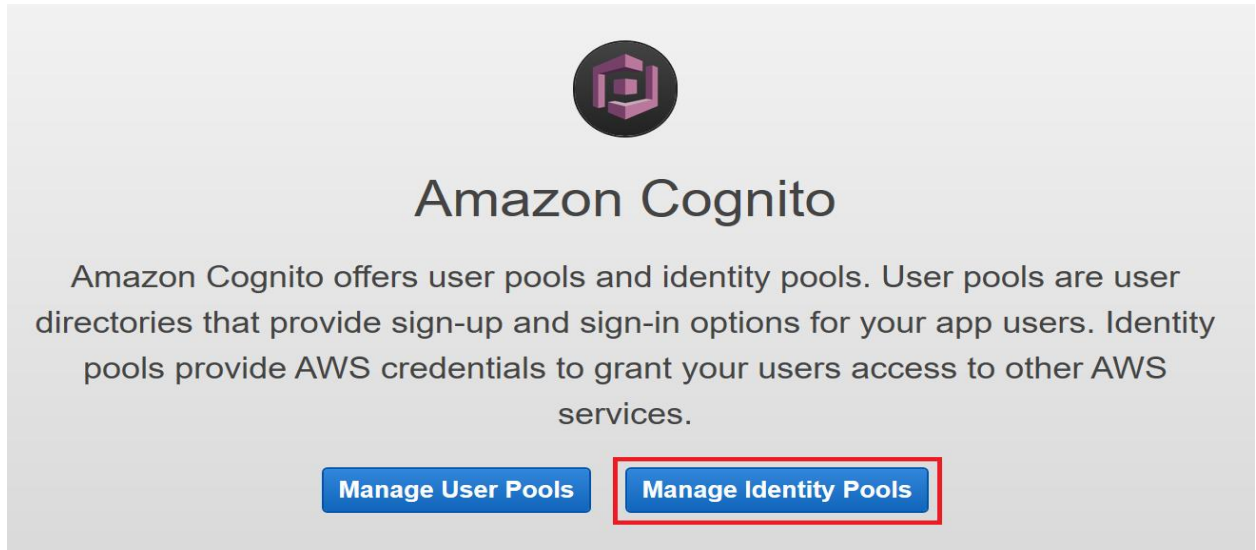 Amazon Cognito
Amazon Cognito offers user pools and identity pools. User pools are user
directories that provide sign-up and sign-in options for your app users. Identity
pools provide AWS credentials to grant your users access to other AWS
services.
Manage User Pools Manage Identity Pools